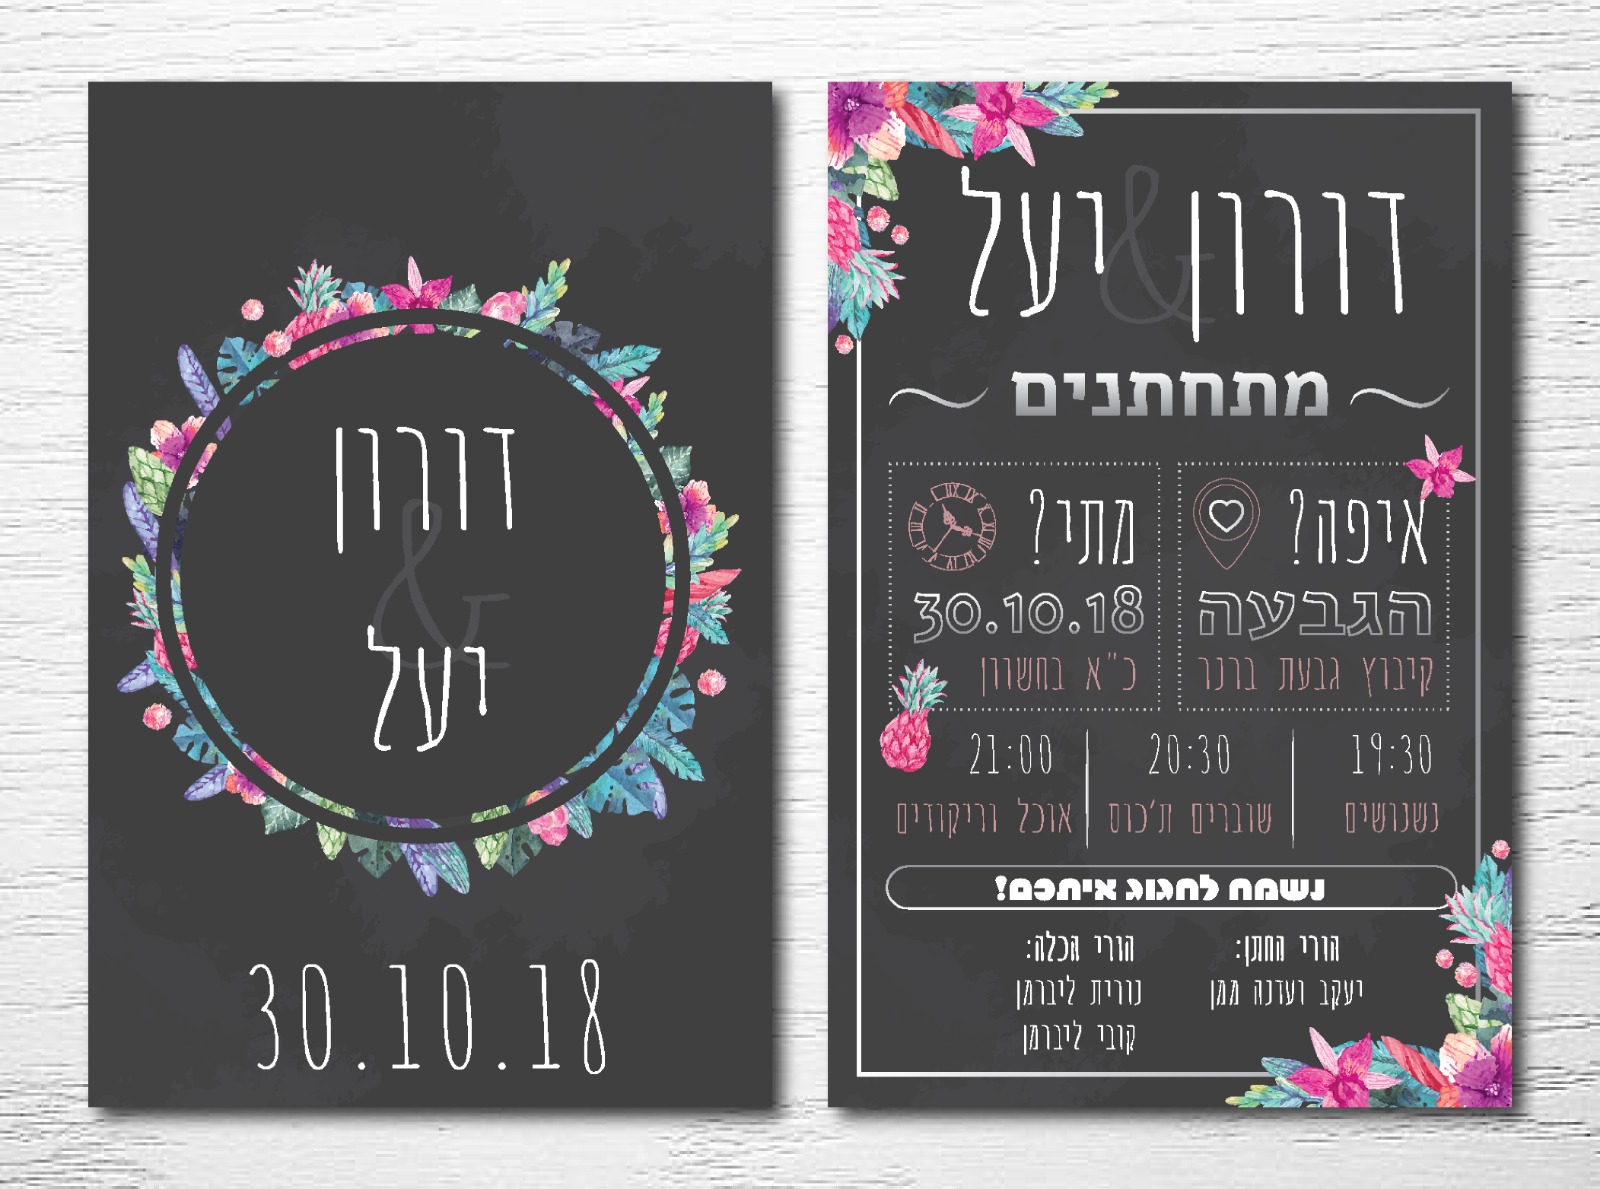 דורון
&
יעל
30.10.18
דורון & יעל
מתחתנים
איפה?
הגבעה
קיבוץ גבעת ברנר
מתי?
30.10.18
כ"א בחשוון
19:30
נשנושים
20:30
שוברים ת'כוס
21:00
אוכל וריקודים
נשמח לחגוג איתכם!
הורי החתן:
יעקב ועדנה ממן
הורי הכלה:
נורית ליברמן
קובי ליברמן